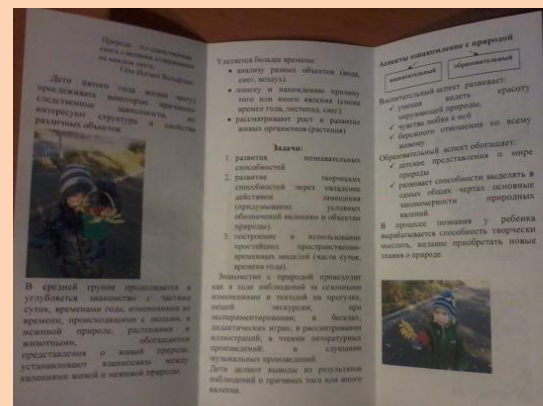 Природа - это единственная
книга с великим содержанием
на каждом листе.
Гёте Иоганн Вольфганг
Дети пятого года жизни могут
прослеживать некоторые причинно
следственные зависимости, их
интересуют структура и свойства
различных объектов.
В средней группе продолжается и
углубляется знакомство с частями
суток, временами года, изменениями во
времени, происходящими с людьми, в
неживой природе, растениями и
животными, обогащаются
представления о живой природе,
устанавливают взаимосвязи между
явлениями живой и неживой природы.
Уделяется больше времени:
• анализу разных объектов (вода,
снег, воздух).
• поиску и нахождению причину
того или иного явления (смена
времен года, листопад, снег).
• рассматривают рост и развитие
живых организмов (растения)
Задачи:
1. развития познавательных
способностей
2. развитие творческих
способностей через овладение
действием замещения
(придумывание условных
обозначений явлениям и объектам
природы).
3. построение и использование
простейших пространственно-
временных моделей (части суток,
времена года).
Знакомство с природой происходит
как в ходе наблюдений за сезонными
изменениями и погодой на прогулке,
пешей экскурсии; при
экспериментировании; в беседах,
дидактических играх; в рассматривании
иллюстраций; в чтении литературных
произведений; в слушании
музыкальных произведений.
Дети делают выводы из результатов
наблюдений о причинах того или иного
явления.
Аспекты ознакомление с природой
воспитательный образовательный
Воспитательный аспект развивает:
✓ умения видеть красоту
окружающей природы,
✓ чувства любви к ней
✓ бережного отношения ко всему
живому.
Образовательный аспект обогащает:
✓ детские представления о мире
природы
✓ развивает способности выделять в
самых общих чертах основные
закономерности природных
явлений.
В процессе познания у ребенка
вырабатывается способность творчески
мыслить, желание приобретать новые
знания о природе.